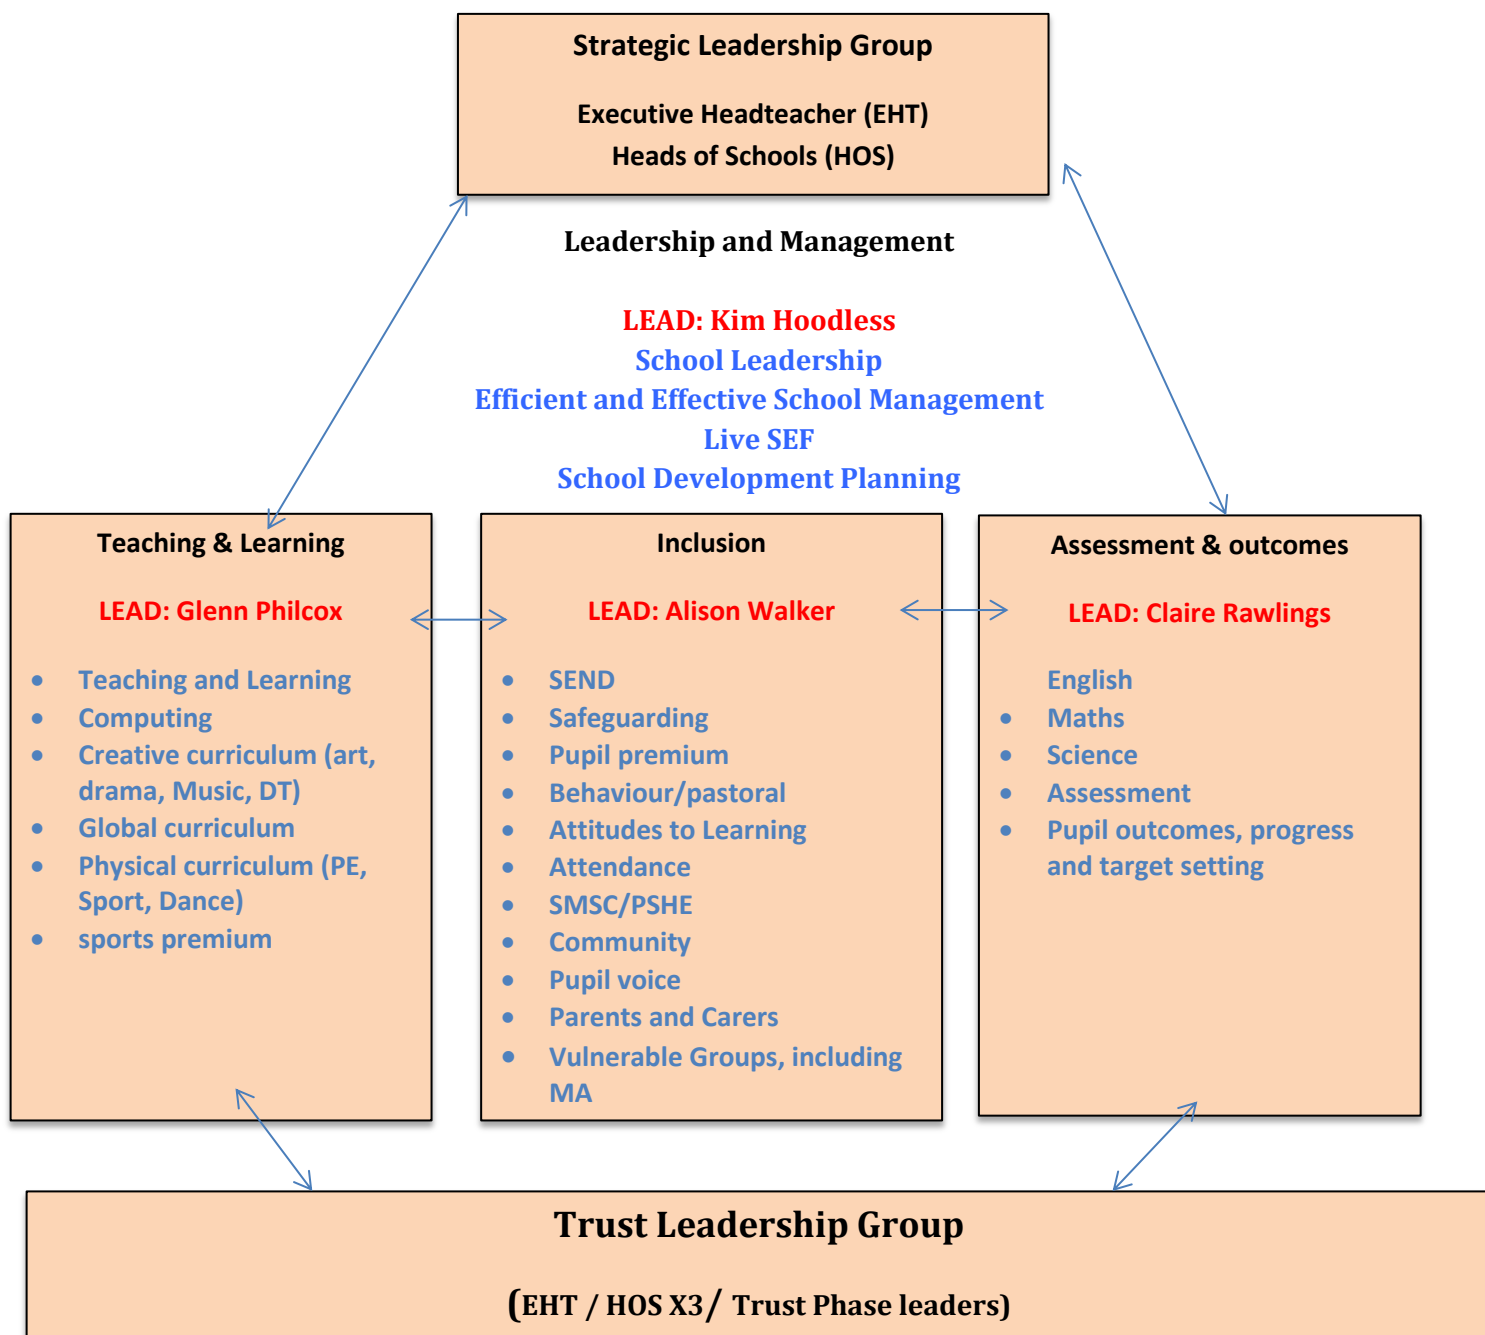 Strategic Leadership Group
Executive Headteacher (EHT)
Heads of Schools (HOS)
Leadership and Management
LEAD: Kim Hoodless
School Leadership
Efficient and Effective School Management
Live SEF
School Development Planning
Teaching & Learning
LEAD: Glenn Philcox
• Teaching and Learning
• Computing
• Creative curriculum (art,
drama, Music, DT)
• Global curriculum
• Physical curriculum (PE,
Sport, Dance)
• sports premium
Inclusion
LEAD: Alison Walker
• SEND
• Safeguarding
• Pupil premium
• Behaviour/pastoral
• Attitudes to Learning
• Attendance
• SMSC/PSHE
• Community
• Pupil voice
• Parents and Carers
• Vulnerable Groups, including
MA
Assessment & outcomes
LEAD: Claire Rawlings
English
• Maths
• Science
• Assessment
• Pupil outcomes, progress
and target setting
Trust Leadership Group
(EHT / HOS X3/ Trust Phase leaders)